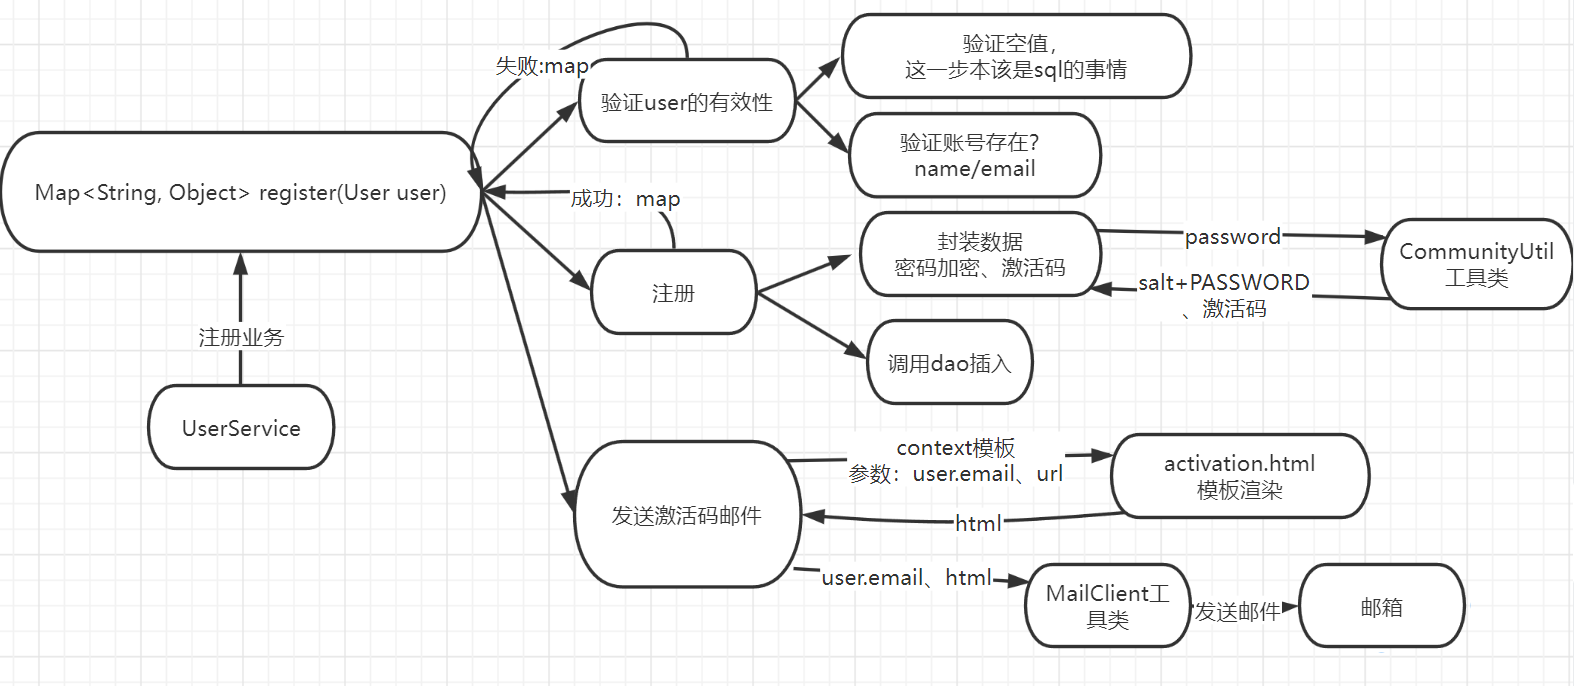 验证空值，
这一步本该是sql的事情
失败:map
验证user的有效性
验证账号存在？
name/email
Map<String, Object> register(User user)
成功：map
封装数据
密码加密、激活码
password
CommunityUtil
工具类
salt+PASSWORD
、激活码
注册
注册业务
调用dao插入
UserService
context模板
参数：user.email、url
activation.html
模板渲染
发送激活码邮件
html
user.email、html
MailClient工
具类
发送邮件
邮箱